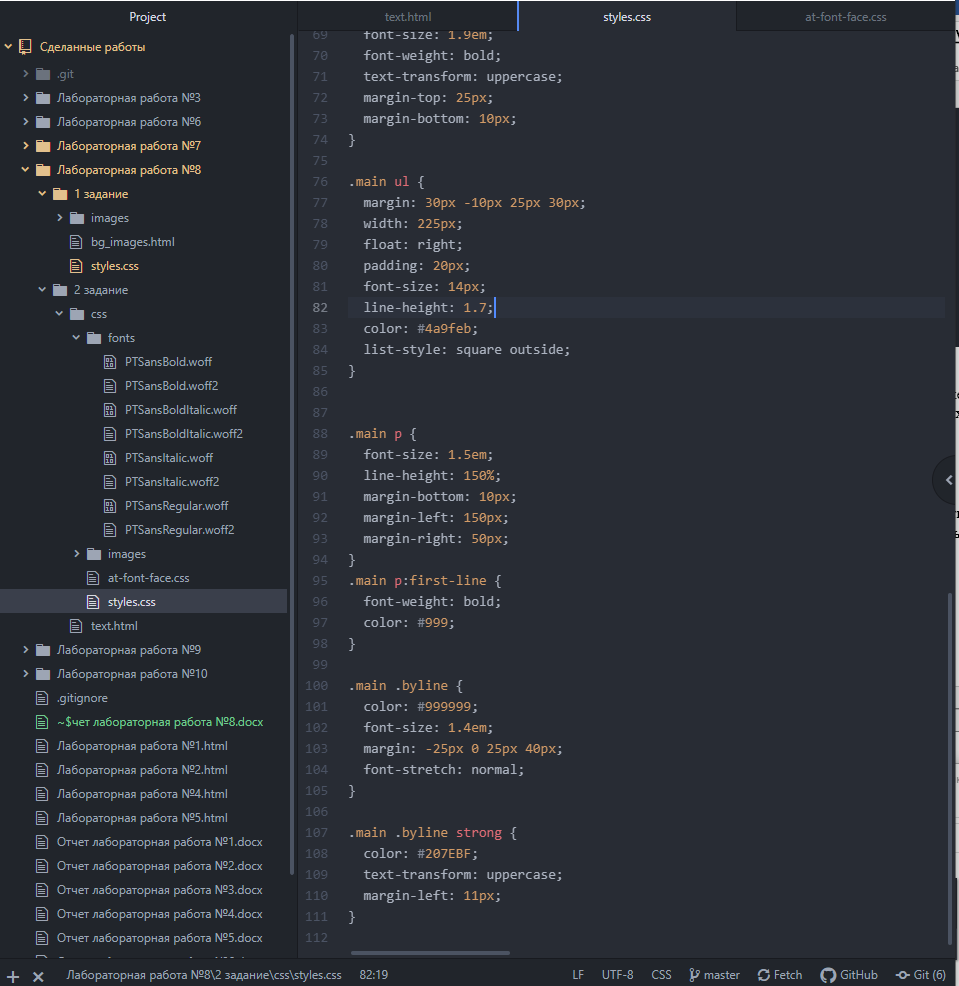 Project
Сделанные работы
.git
Лабораторная работа №3
Лабораторная работа №6
Лабораторная работа №7
Лабораторная работа №8
1 задание
images
bg_images.html
styles.css
2 задание
css
fonts
PTSansBold.woff
PTSansBold.woff2
PTSansBoldItalic.woff
PTSansBoldItalic.woff2
PTSansItalic.woff
PTSansItalic.woff2
PTSansRegular.woff
PTSansRegular.woff2
images
at-font-face.css
styles.css
text.html
Лабораторная работа №9
Лабораторная работа №10
.gitignore
~$чет лабораторная работа №8.docx
Лабораторная работа №1.html
Лабораторная работа №2.html
Лабораторная работа №4.html
Лабораторная работа №5.html
Отчет лабораторная работа №1.docx
Отчет лабораторная работа №2.docx
Отчет лабораторная работа №3.docx
Отчет лабораторная работа №4.docx
Отчет лабораторная работа №5.docx
text.html styles.css at-font-face.css
69 font-size: 1.9em;
70 font-weight: bold;
71 text-transform: uppercase;
72 margin-top: 25px;
73 margin-bottom: 10px;
74 }
75
76 .main ul {
77 margin: 30px -10px 25px 30px;
78 width: 225px;
79 float: right;
80 padding: 20px;
81 font-size: 14px;
82 line-height: 1.7;
83 color: #4a9feb;
84 list-style: square outside;
85 }
86
87
88 .main p {
89 font-size: 1.5em;
90 line-height: 150%;
91 margin-bottom: 10px;
92 margin-left: 150px;
93 margin-right: 50px;
94 }
95 .main p:first-line {
96 font-weight: bold;
97 color: #999;
98 }
99
100 .main .byline {
101 color: #999999;
102 font-size: 1.4em;
103 margin: -25px 0 25px 40px;
104 font-stretch: normal;
105 }
106
107 .main .byline strong {
108 color: #207EBF;
109 text-transform: uppercase;
110 margin-left: 11px;
111 }
112
Лабораторная работа №8\2 задание\css\styles.css 82:19 LF UTF-8 CSS master Fetch GitHub Git (6)